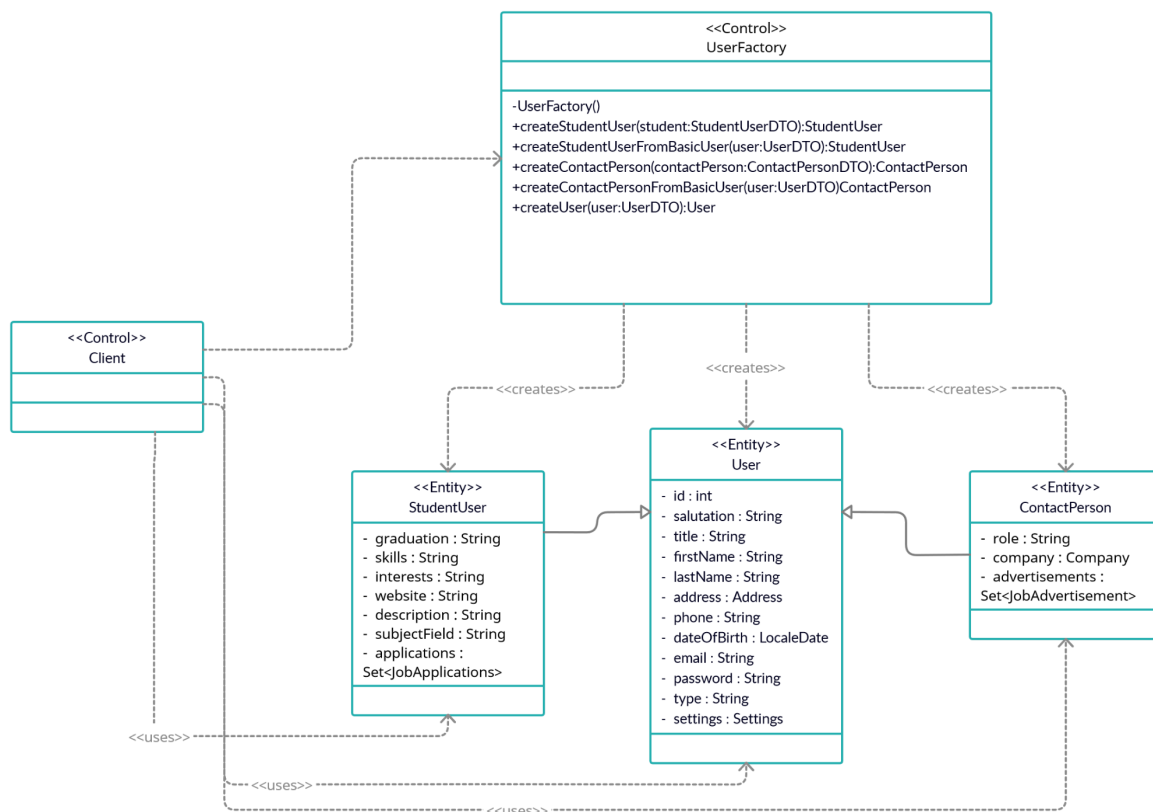 <<Control>>
UserFactory
-UserFactory()
+createStudentUser(student:StudentUserDTO):StudentUser
+createStudentUserFromBasicUser(user:UserDTO):StudentUser
+createContactPerson(contactPerson:ContactPersonDTO):ContactPerson
+createContactPersonFromBasicUser(user:UserDTO)ContactPerson
+createUser(user:UserDTO):User
<<Control>>
Client
<<creates>>
<<creates>>
<<creates>>
<<Entity>>
StudentUser
- graduation : String
- skills : String
- interests : String
- website : String
- description : String
- subjectField : String
- applications :
Set<JobApplications>
<<Entity>>
User
- id : int
- salutation : String
- title : String
- firstName : String
- lastName : String
- address : Address
- phone : String
- dateOfBirth : LocaleDate
- email : String
- password : String
- type : String
- settings : Settings
<<Entity>>
ContactPerson
- role : String
- company : Company
- advertisements :
Set<JobAdvertisement>
<<uses>>
<<uses>>
<<uses>>